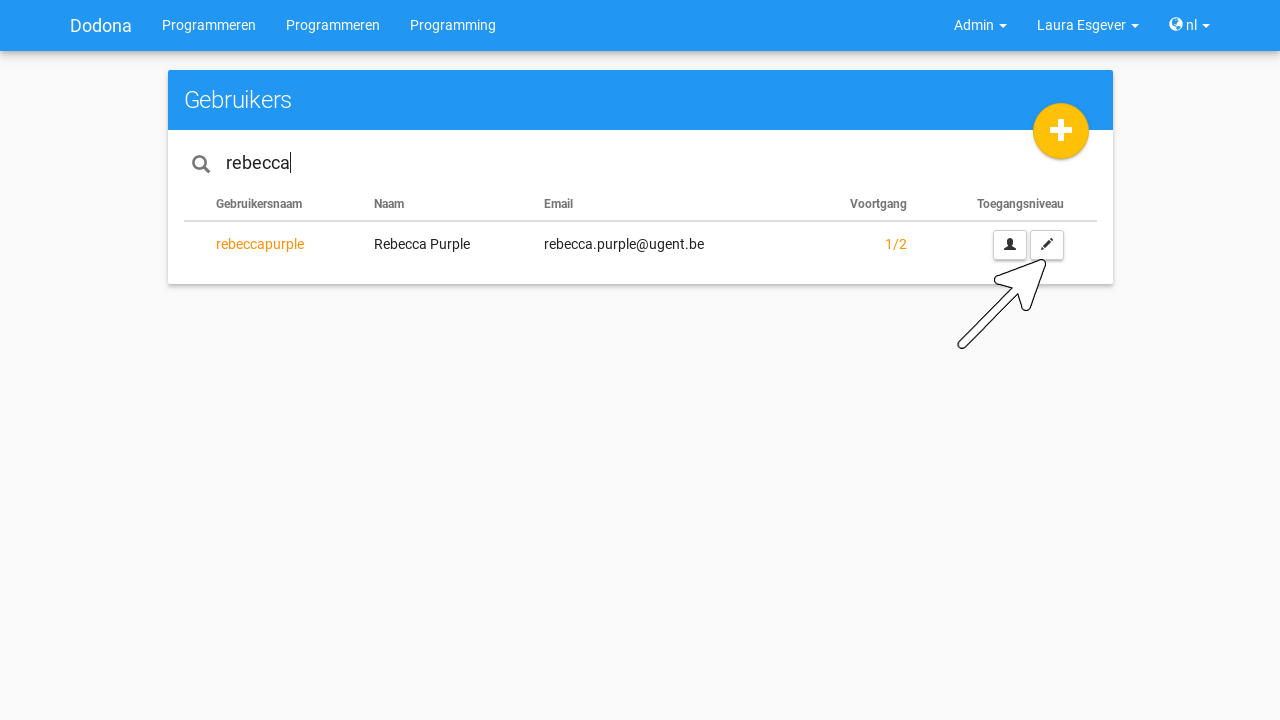 Dodona Programmeren Programmeren Programming Admin Laura Esgever nl
Gebruikers
rebecca
Gebruikersnaam Naam Email Voortgang Toegangsniveau
rebeccapurple Rebecca Purple rebecca.purple@ugent.be 1/2